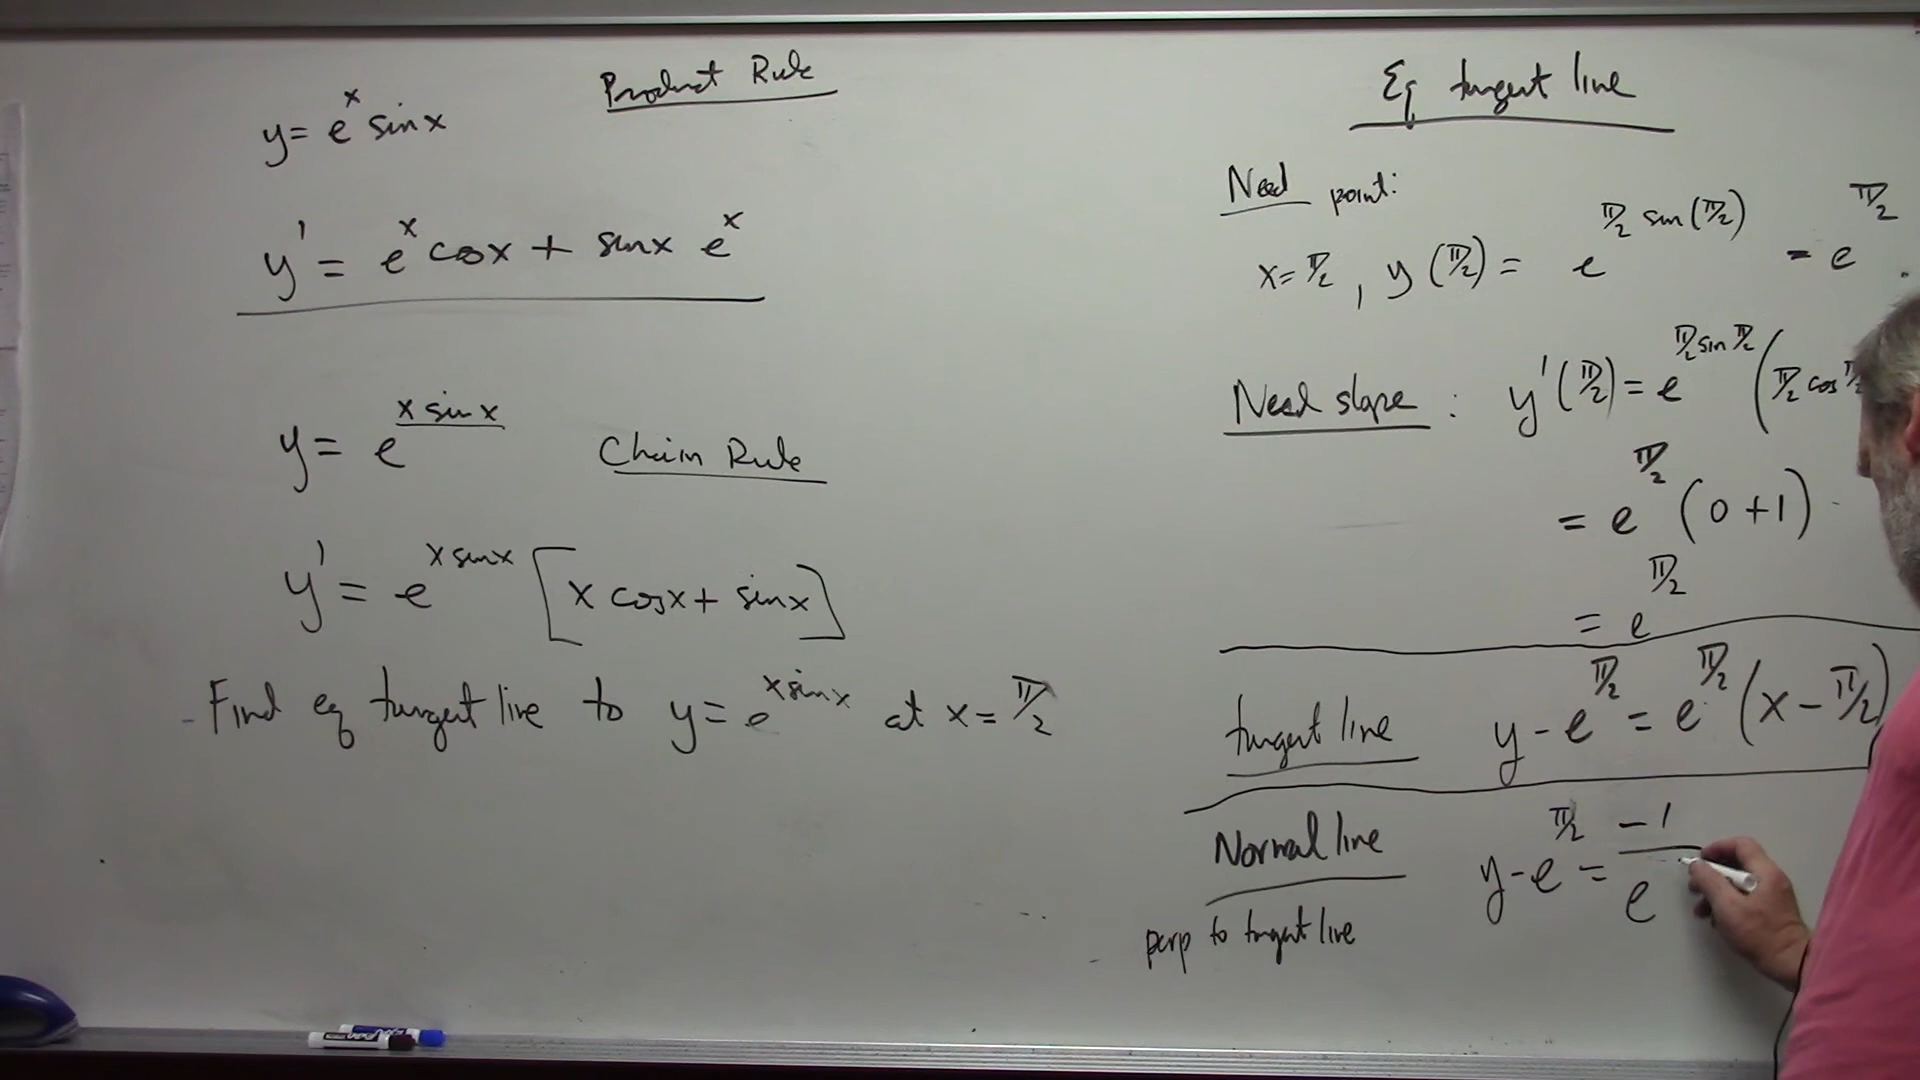 Product Rule
y = e^x sin x
y' = e^x cos x + sin x e^x
y = e^{x sin x} Chain Rule
y' = e^{x sin x} [x cos x + sin x]
- Find eq tangent line to y = e^{x sin x} at x = π/2
Eq tangent line
Need point:
x = π/2, y(π/2) = e^{π/2 sin(π/2)} = e^{π/2}
Need slope: y'(π/2) = e^{π/2 sin π/2} (π/2 cos
= e^{π/2} (0 + 1)
= e^{π/2}
tangent line y - e^{π/2} = e^{π/2} (x - π/2)
Normal line y - e^{π/2} = -1/e
perp to tangent line